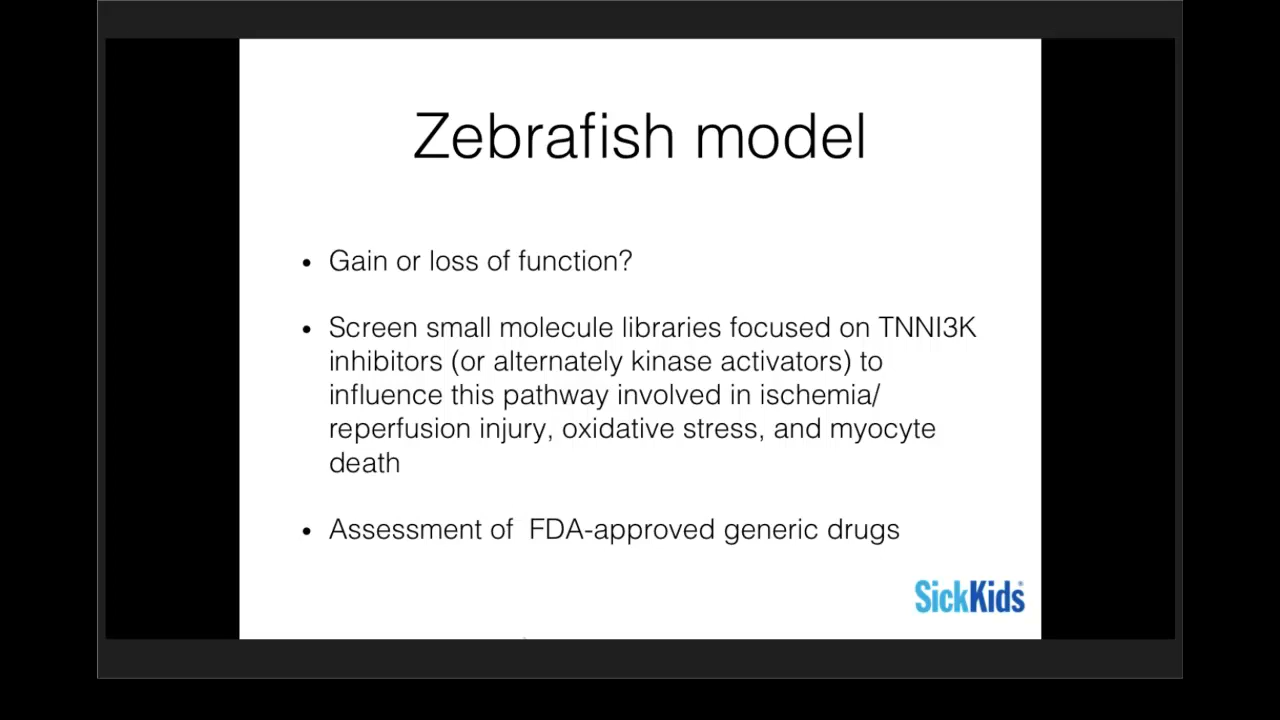 Zebrafish model
• Gain or loss of function?
• Screen small molecule libraries focused on TNNI3K
inhibitors (or alternately kinase activators) to
influence this pathway involved in ischemia/
reperfusion injury, oxidative stress, and myocyte
death
• Assessment of  FDA-approved generic drugs
SickKids®